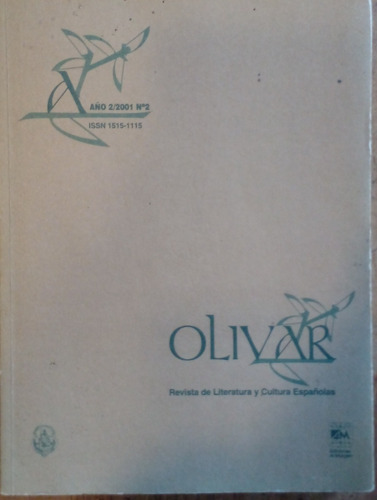 AÑO 2/2001 Nº2
ISSN 1515-1115
OLIVAR
Revista de Literatura y Cultura Españolas